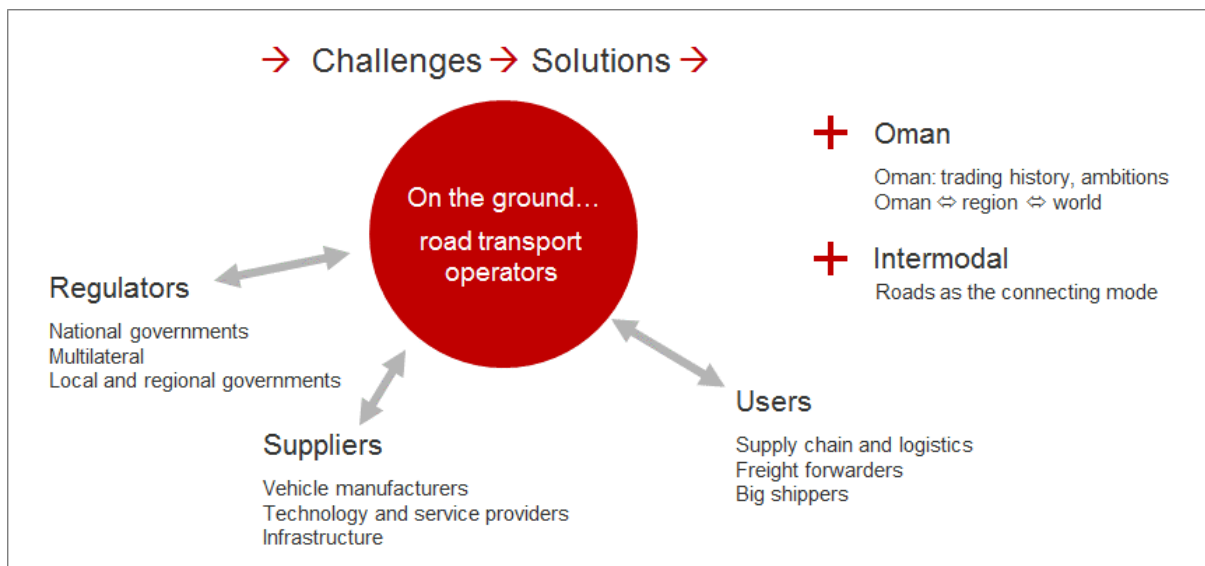 → Challenges → Solutions →
On the ground…
road transport
operators
+ Oman
Oman: trading history, ambitions
Oman ⇔ region ⇔ world
+ Intermodal
Roads as the connecting mode
Regulators
National governments
Multilateral
Local and regional governments
Suppliers
Vehicle manufacturers
Technology and service providers
Infrastructure
Users
Supply chain and logistics
Freight forwarders
Big shippers